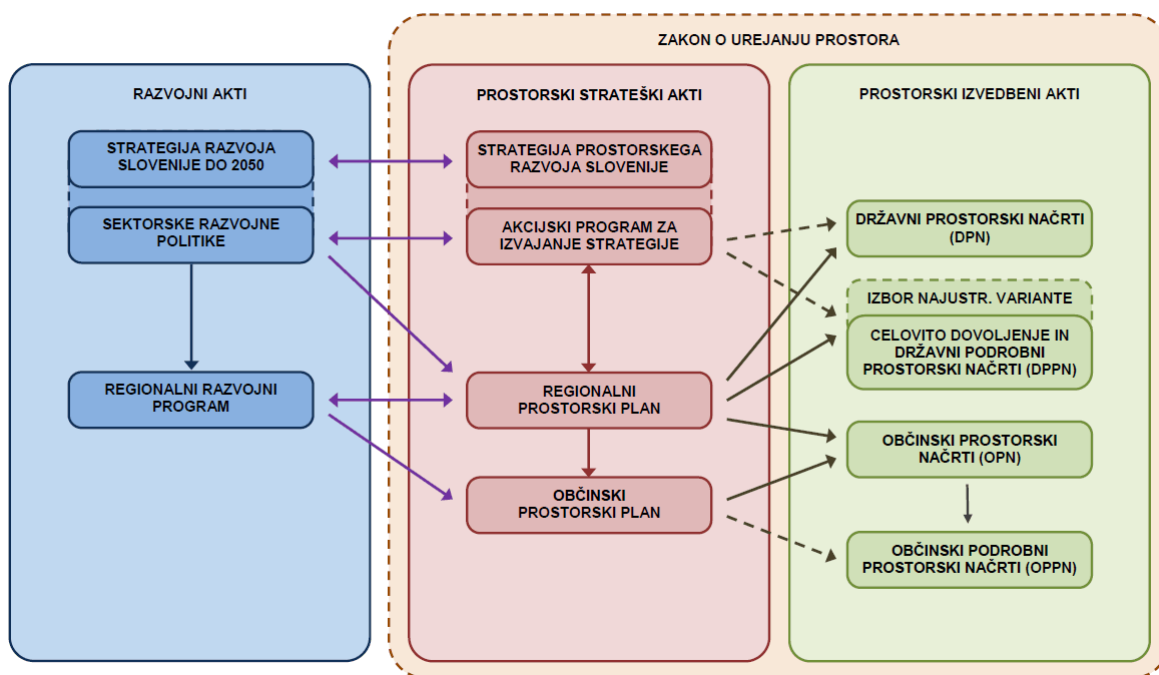 ZAKON O UREJANJU PROSTORA
RAZVOJNI AKTI
STRATEGIJA RAZVOJA
SLOVENIJE DO 2050
SEKTORSKE RAZVOJNE
POLITIKE
REGIONALNI RAZVOJNI
PROGRAM
PROSTORSKI STRATEŠKI AKTI
STRATEGIJA PROSTORSKEGA
RAZVOJA SLOVENIJE
AKCIJSKI PROGRAM ZA
IZVAJANJE STRATEGIJE
REGIONALNI
PROSTORSKI PLAN
OBČINSKI
PROSTORSKI PLAN
PROSTORSKI IZVEDBENI AKTI
DRŽAVNI PROSTORSKI NAČRTI
(DPN)
IZBOR NAJUSTR. VARIANTE
CELOVITO DOVOLJENJE IN
DRŽAVNI PODROBNI
PROSTORSKI NAČRTI (DPPN)
OBČINSKI PROSTORSKI
NAČRTI (OPN)
OBČINSKI PODROBNI
PROSTORSKI NAČRTI (OPPN)